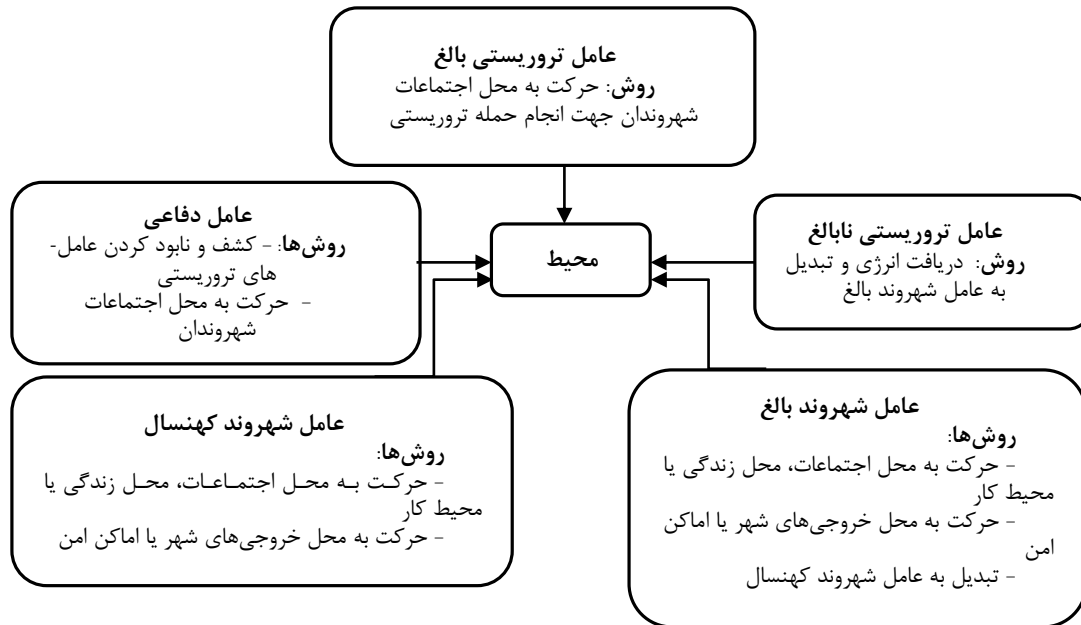 عامل تروریستی بالغ
روش: حرکت به محل اجتماعات
شهروندان جهت انجام حمله تروریستی
عامل تروریستی نابالغ
روش: دریافت انرژی و تبدیل
به عامل شهروند بالغ
محیط
عامل دفاعی
روش‌ها: - کشف و نابود کردن عامل-
های تروریستی
- حرکت به محل اجتماعات
شهروندان
عامل شهروند بالغ
روش‌ها:
- حرکت به محل اجتماعات، محل زندگی یا
محیط کار
- حرکت به محل خروجی‌های شهر یا اماکن
امن
- تبدیل به عامل شهروند کهنسال
عامل شهروند کهنسال
روش‌ها:
- حرکت به محل اجتماعات، محل زندگی یا
محیط کار
- حرکت به محل خروجی‌های شهر یا اماکن امن